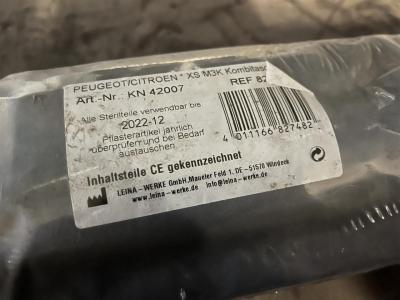 PEUGEOT/CITROEN * XS M3K Kombitasc
Art.-Nr.: KN 42007
REF 82
Alle Sterilteile verwendbar bis
2022-12
Pflasterartikel jährlich
überprüfen und bei Bedarf
austauschen
4 011166 827482
Inhaltsteile CE gekennzeichnet
LEINA-WERKE GmbH, Maueler Feld 1, DE-51570 Windeck
www.leina-werke.de info@leina-werke.de